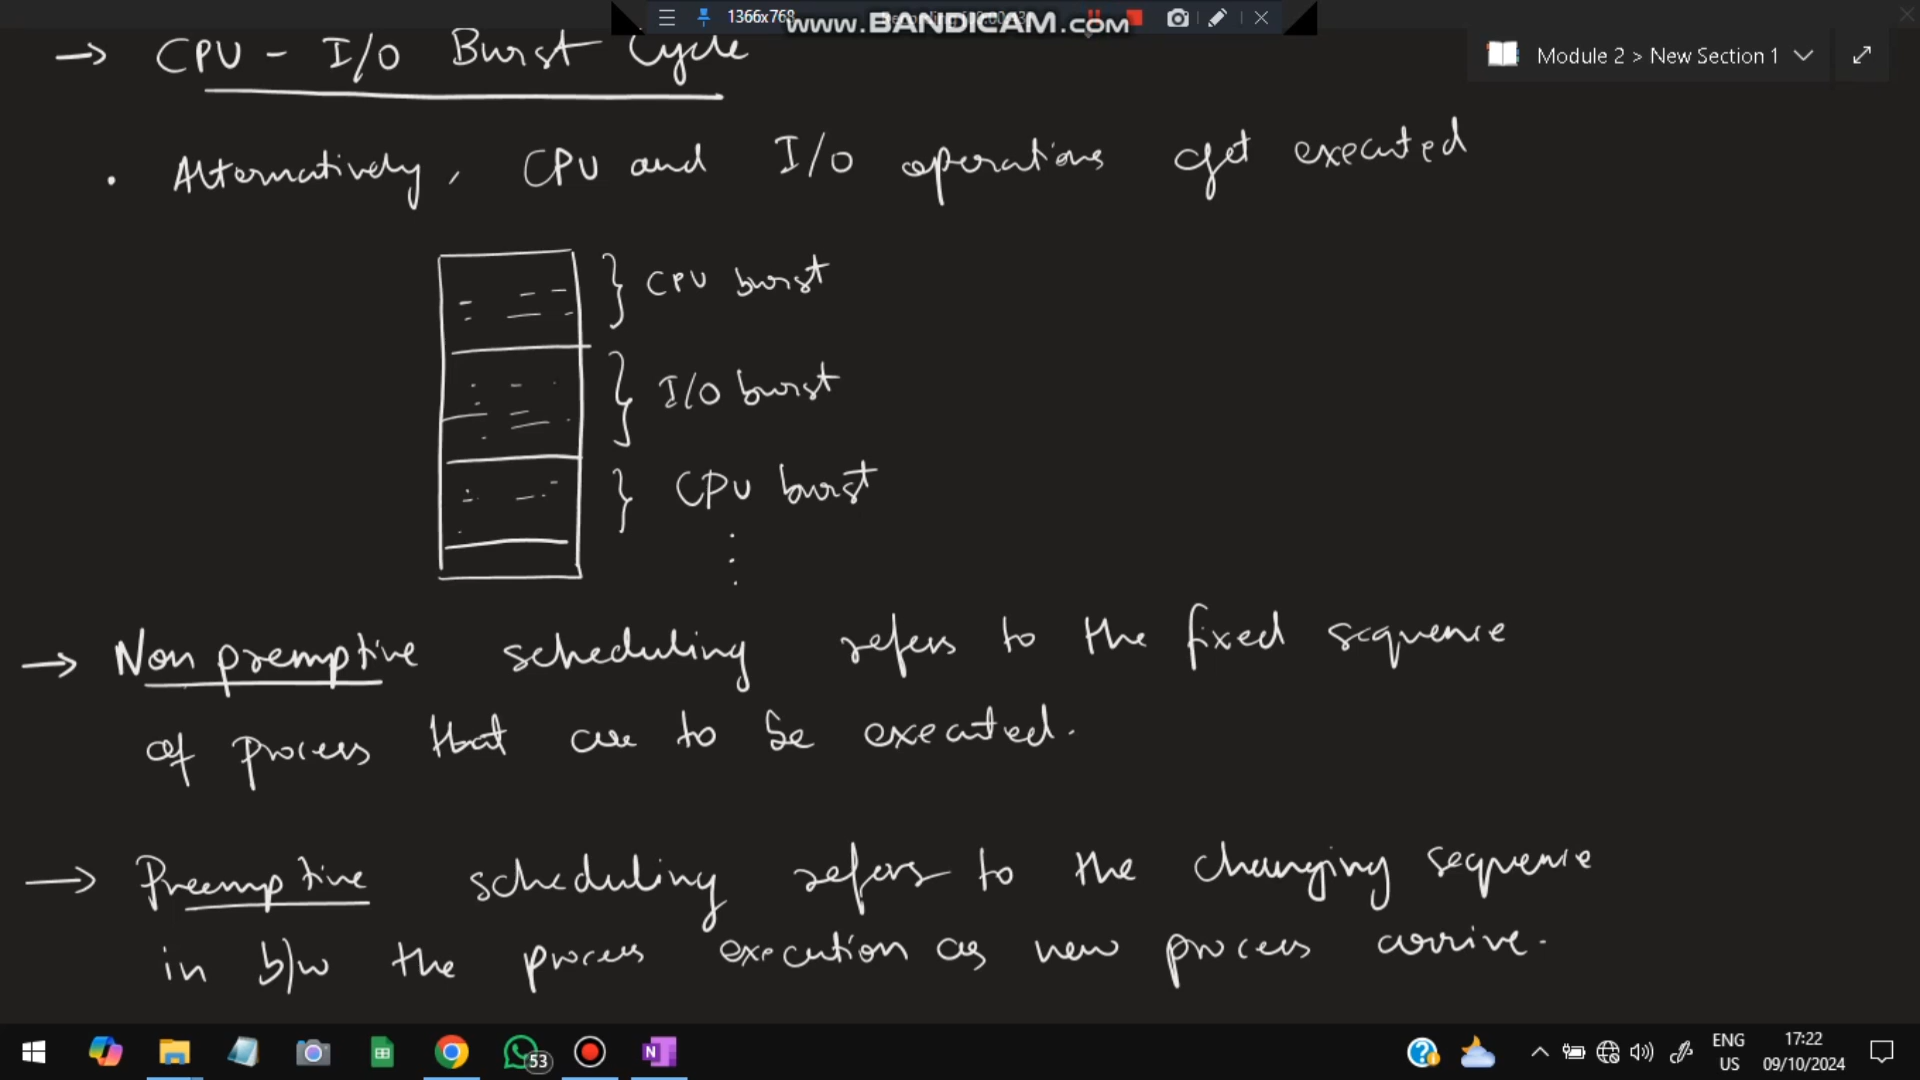 1366x768
www.BANDICAM.com
→ CPU - I/O Burst Cycle
Module 2 > New Section 1
. Alternatively, CPU and I/O operations get executed
} CPU burst
} I/O burst
} CPU burst
→ Non premptive scheduling refers to the fixed sequence
of process that are to be executed.
→ Preemptive scheduling refers to the changing sequence
in b/w the process execution as new process arrive.
53
N
ENG
US
17:22
09/10/2024